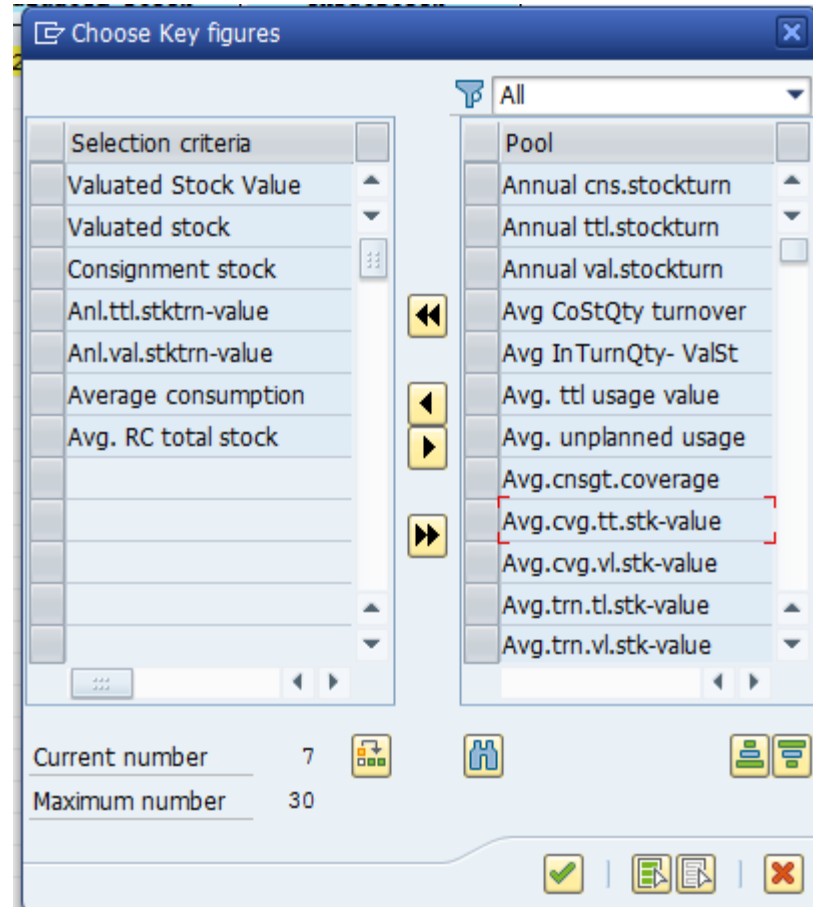 Choose Key figures
All
Selection criteria
Valuated Stock Value
Valuated stock
Consignment stock
Anl.ttl.stktrn-value
Anl.val.stktrn-value
Average consumption
Avg. RC total stock
Pool
Annual cns.stockturn
Annual ttl.stockturn
Annual val.stockturn
Avg CoStQty turnover
Avg InTurnQty- ValSt
Avg. ttl usage value
Avg. unplanned usage
Avg.cnsgt.coverage
Avg.cvg.tt.stk-value
Avg.cvg.vl.stk-value
Avg.trn.tl.stk-value
Avg.trn.vl.stk-value
Current number 7
Maximum number 30